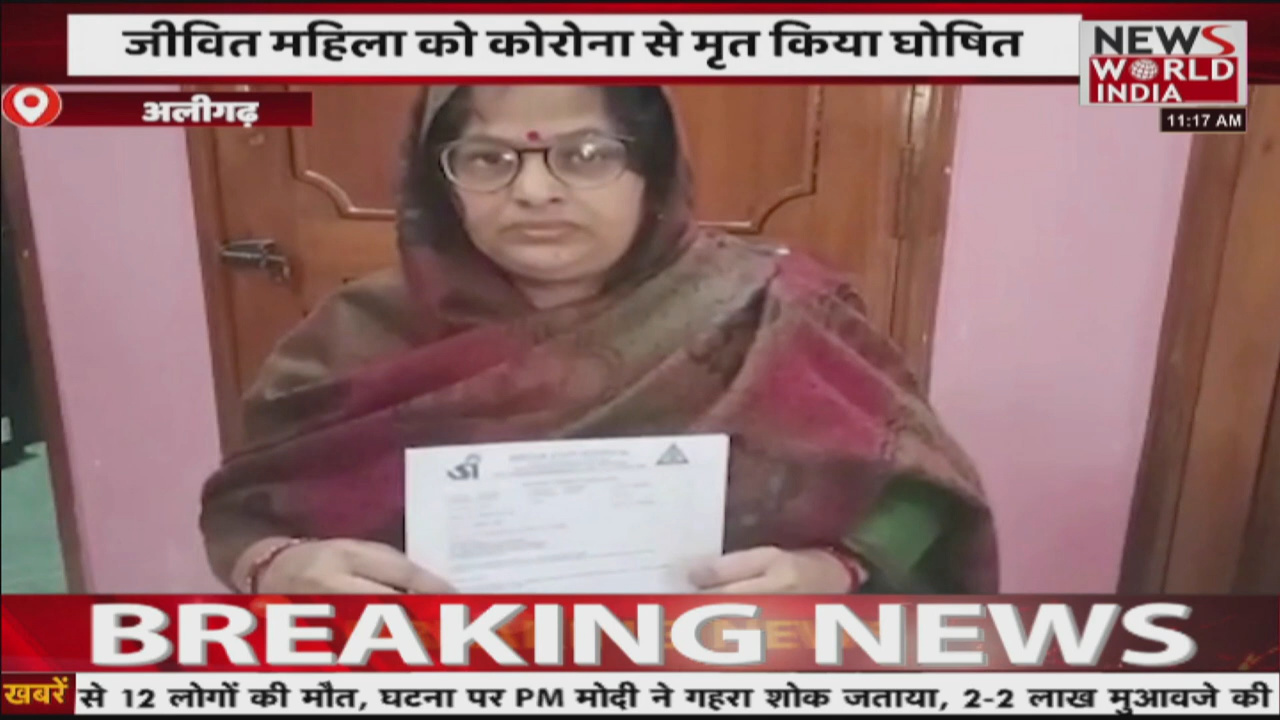 जीवित महिला को कोरोना से मृत किया घोषित
NEWS
WORLD
INDIA
11:17 AM
अलीगढ़
BREAKING NEWS
खबरें से 12 लोगों की मौत, घटना पर PM मोदी ने गहरा शोक जताया, 2-2 लाख मुआवजे की